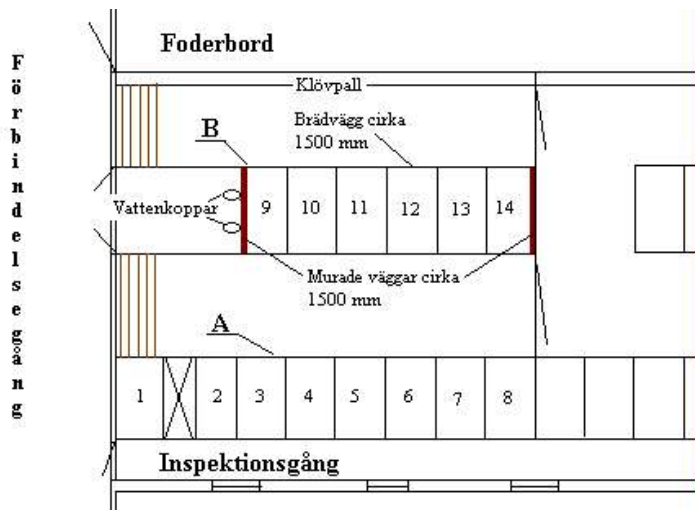 Förbindelsegång
Foderbord
Klövpall
Brädvägg cirka
1500 mm
B
Vattenkoppar
9 10 11 12 13 14
Murade väggar cirka
1500 mm
A
1 2 3 4 5 6 7 8
Inspektionsgång